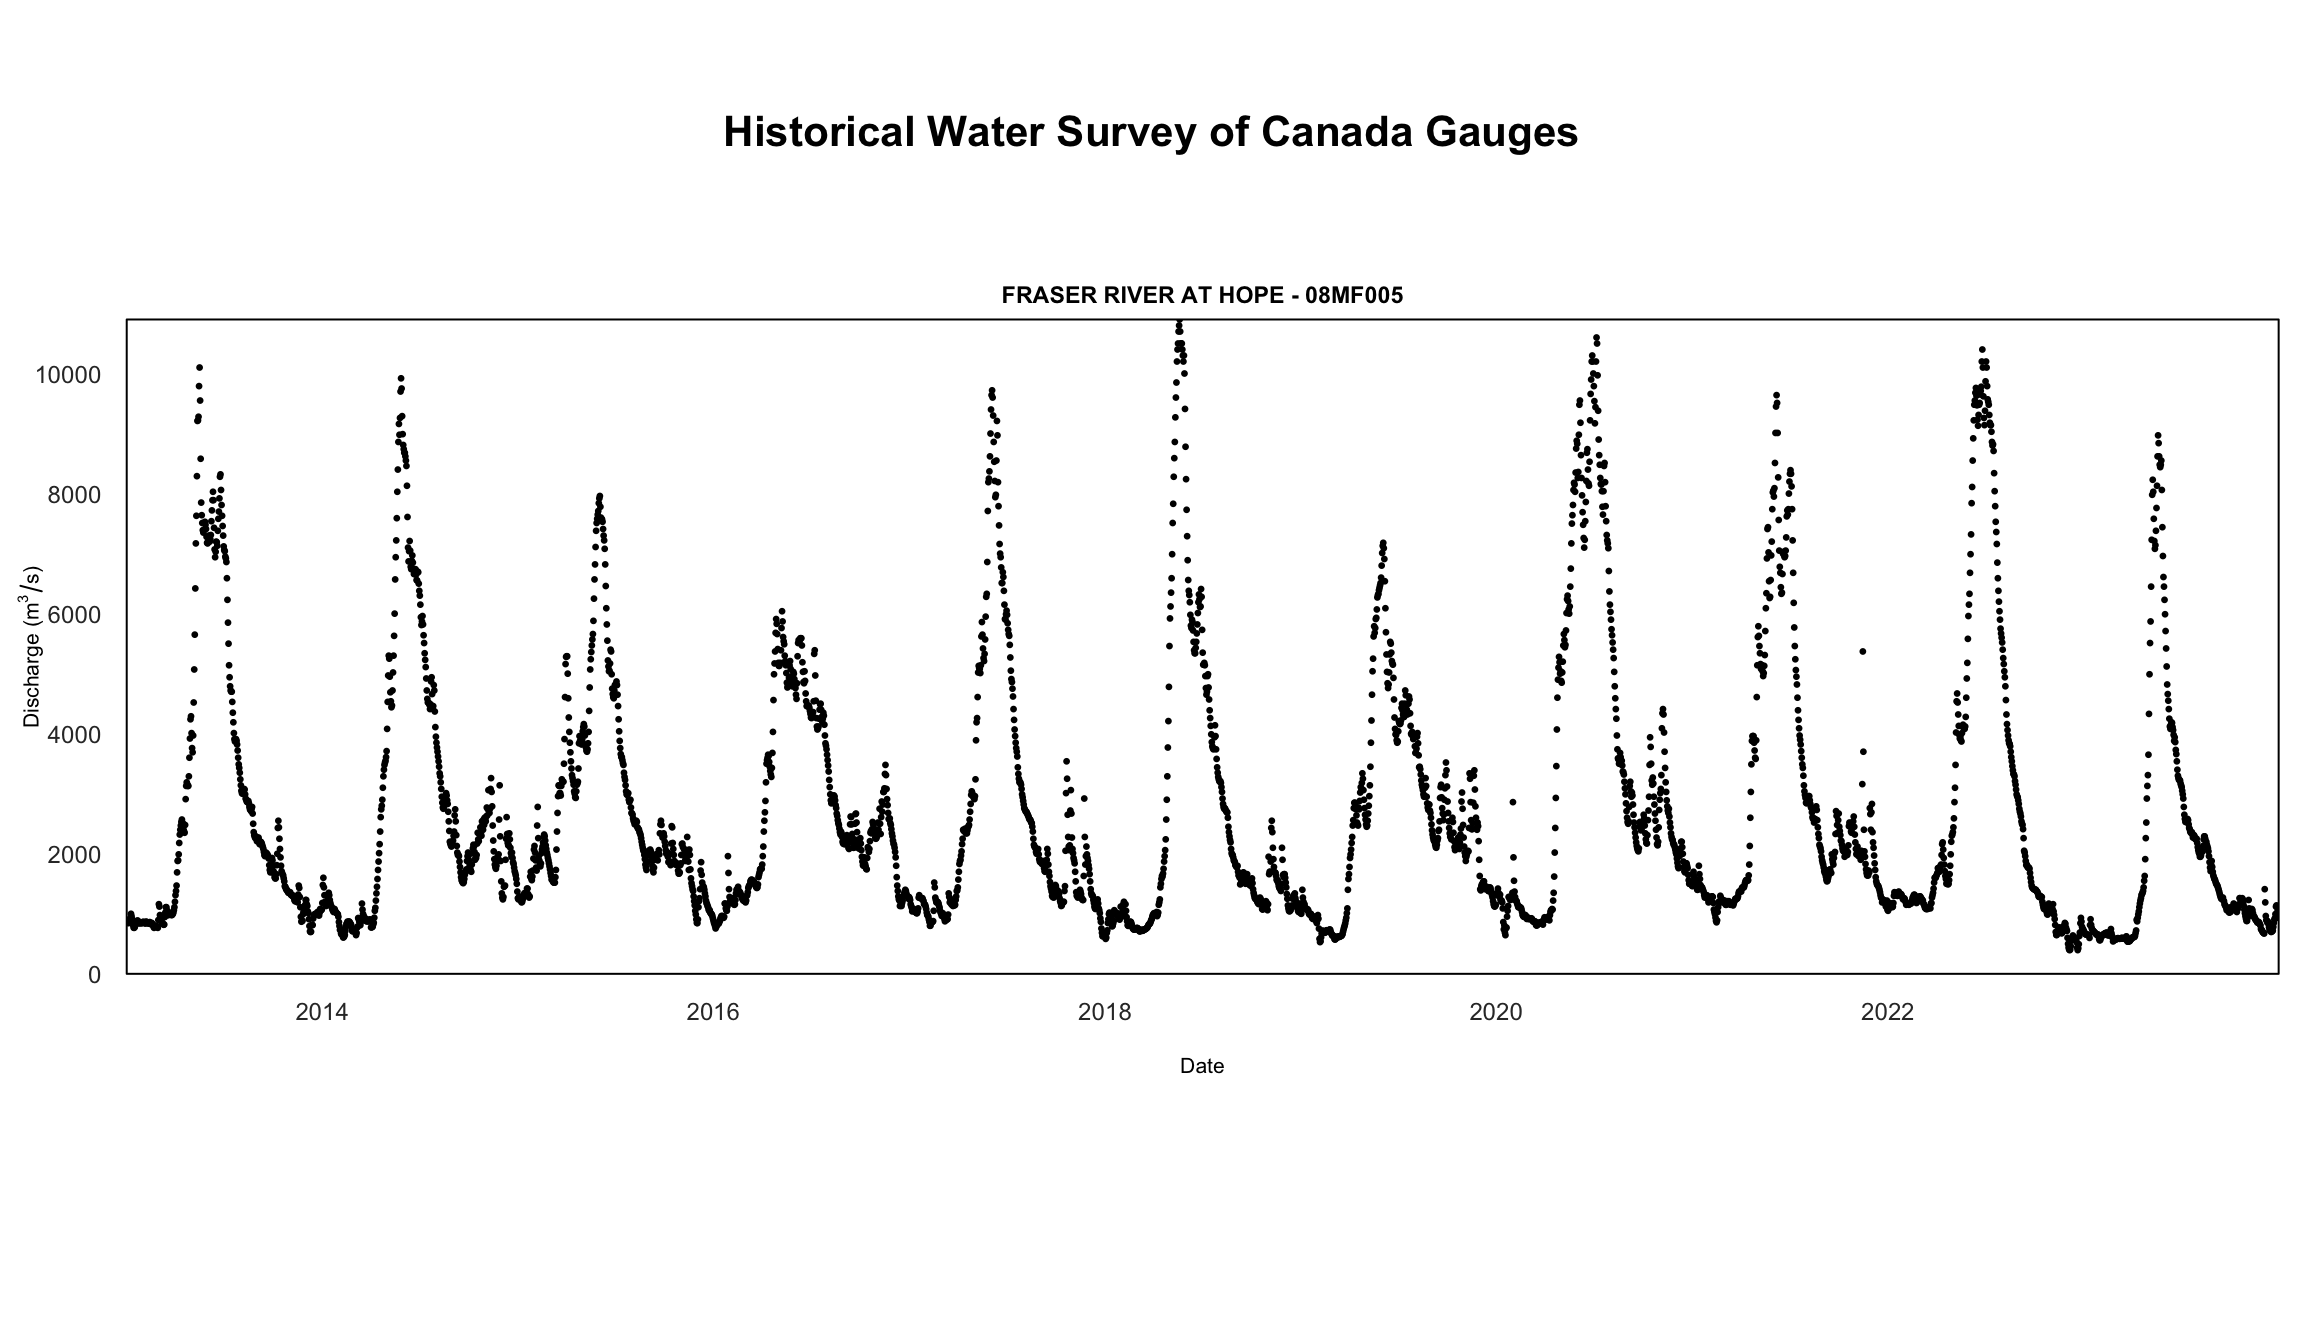 Historical Water Survey of Canada Gauges
FRASER RIVER AT HOPE - 08MF005
Discharge (m³/s)
10000
8000
6000
4000
2000
0
2014 2016 2018 2020 2022
Date